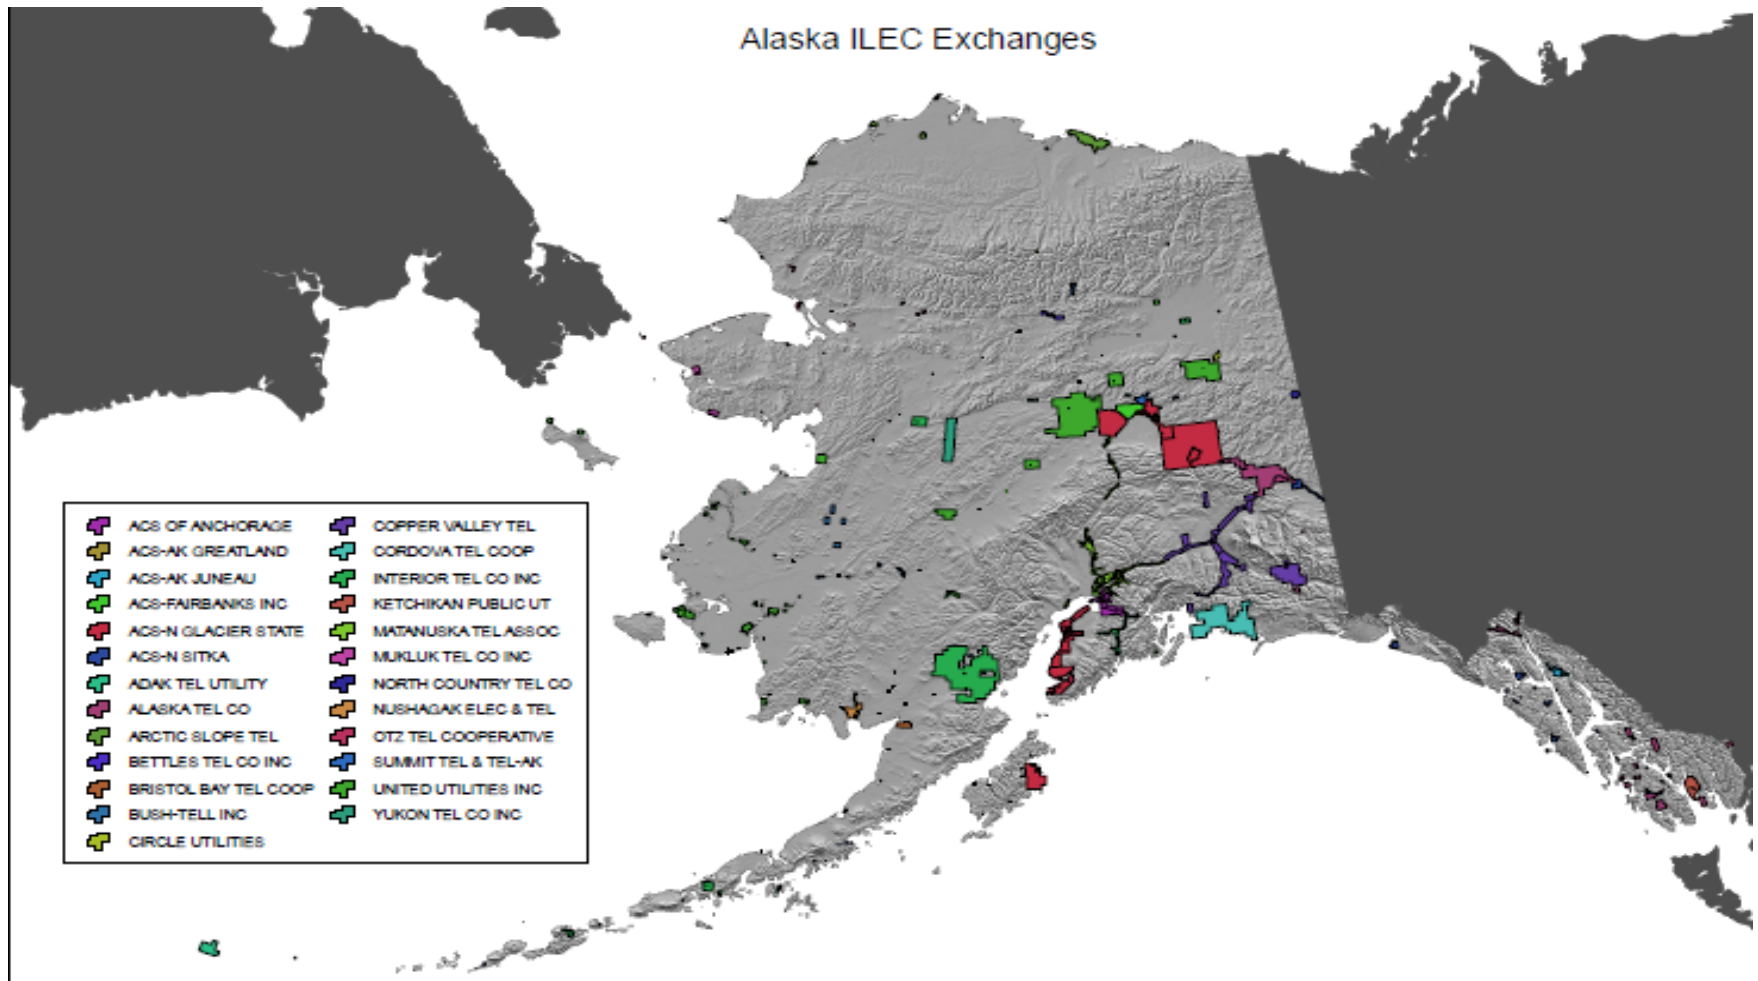 Alaska ILEC Exchanges
ACS OF ANCHORAGE
ACS-AK GREATLAND
ACS-AK JUNEAU
ACS-FAIRBANKS INC
ACS-N GLACIER STATE
ACS-N SITKA
ADAK TEL UTILITY
ALASKA TEL CO
ARCTIC SLOPE TEL
BETTLES TEL CO INC
BRISTOL BAY TEL COOP
BUSH-TELL INC
CIRCLE UTILITIES
COPPER VALLEY TEL
CORDOVA TEL COOP
INTERIOR TEL CO INC
KETCHIKAN PUBLIC UT
MATANUSKA TEL ASSOC
MUKLUK TEL CO INC
NORTH COUNTRY TEL CO
NUSHAGAK ELEC & TEL
OTZ TEL COOPERATIVE
SUMMIT TEL & TEL-AK
UNITED UTILITIES INC
YUKON TEL CO INC